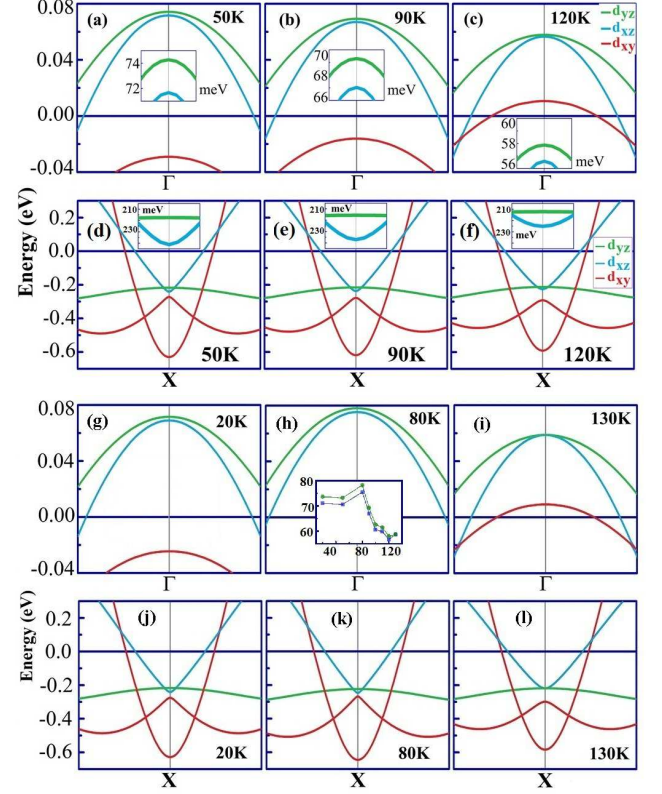 0.08
(a)
50K
74
72
meV
(b)
90K
70
68
66
meV
(c)
120K
dyz
dxz
dxy
60
58
56
meV
0.04
0.00
-0.04
Γ
Γ
Γ
Energy (eV)
0.2
0.0
-0.2
-0.4
-0.6
(d)
210
meV
230
50K
(e)
210
meV
230
90K
(f)
210
230
meV
dyz
dxz
dxy
120K
X
X
X
0.08
0.04
0.00
-0.04
(g)
20K
(h)
80K
80
70
60
40
80
120
(i)
130K
Γ
Γ
Γ
Energy (eV)
0.2
0.0
-0.2
-0.4
-0.6
(j)
20K
(k)
80K
(l)
130K
X
X
X